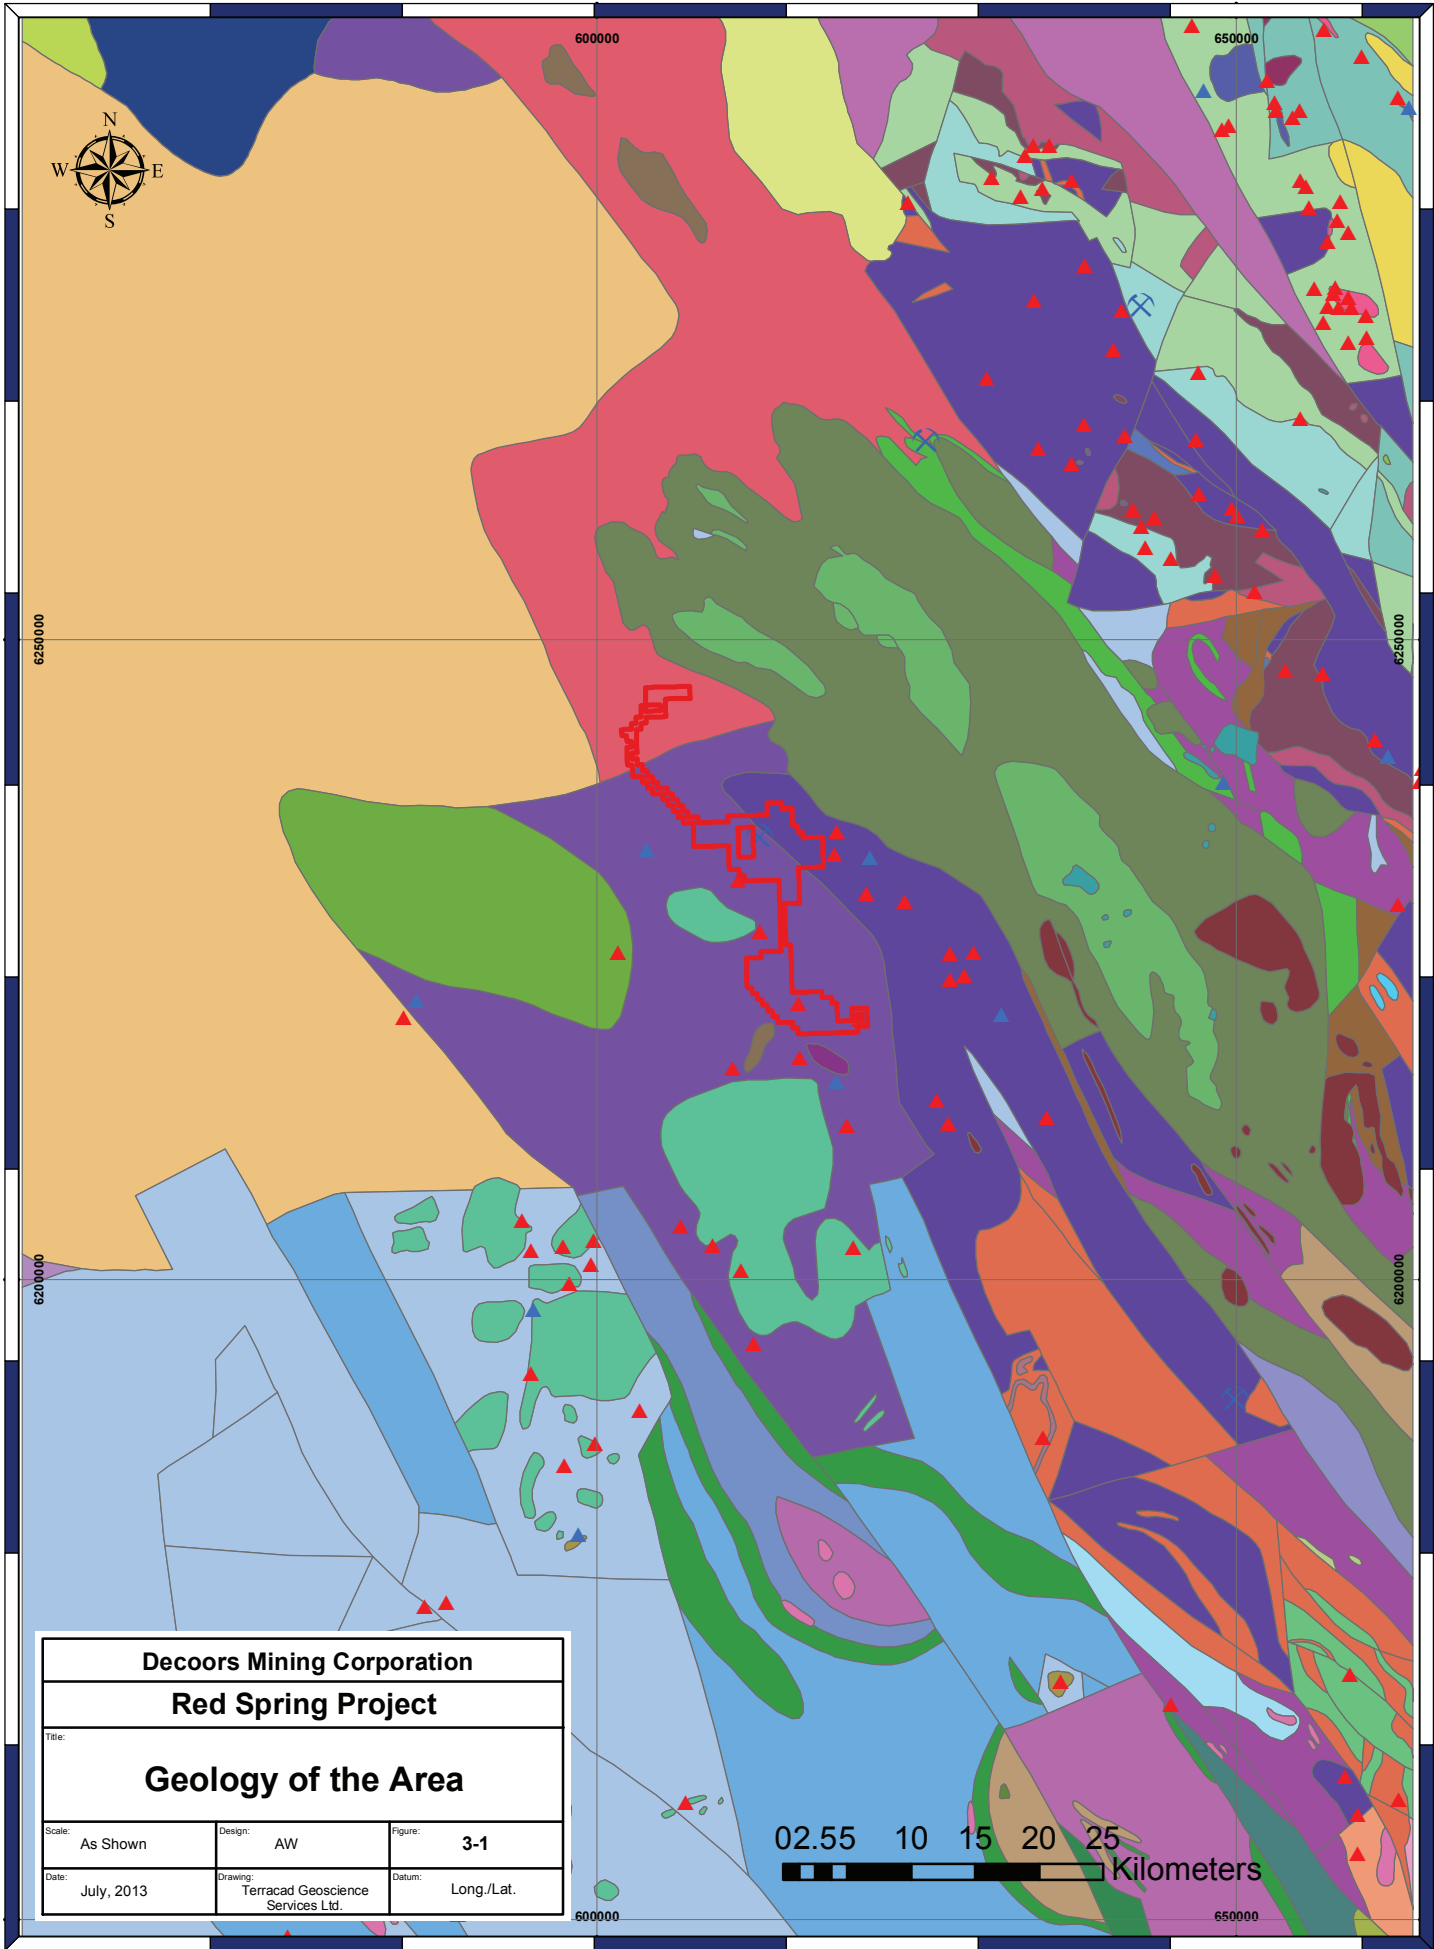 600000 650000
N
W E
S
6250000 6250000
6200000 6200000
Decoors Mining Corporation
Red Spring Project
Title:
Geology of the Area
Scale: As Shown
Design: AW
Figure: 3-1
Date: July, 2013
Drawing: Terracad Geoscience
Services Ltd.
Datum: Long./Lat.
02.55 10 15 20 25
Kilometers
600000 650000